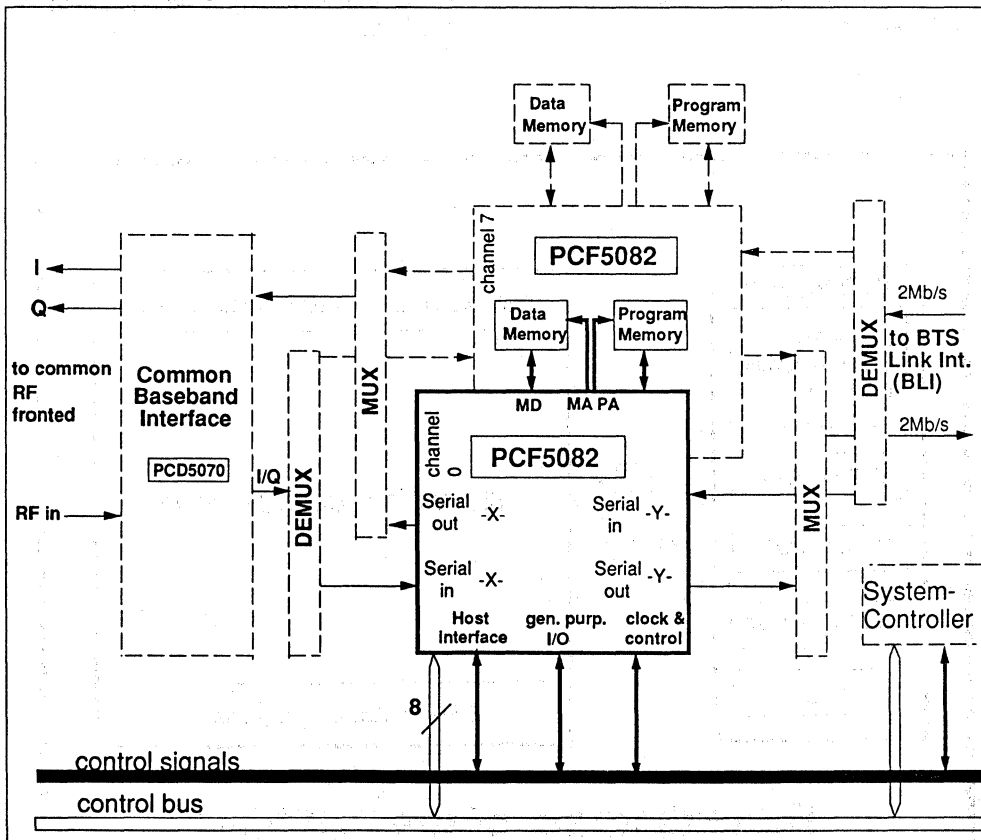 Data
Memory
Program
Memory
channel 7
PCF5082
I
Q
2Mb/s
Data
Memory
Program
Memory
DEMUX
to BTS
Link Int.
(BLI)
to common
RF
fronted
Common
Baseband
Interface
MUX
MD
MA PA
2Mb/s
channel
0
PCF5082
PCD5070
I/Q
RF in
DEMUX
Serial
out
-X-
Serial
in
-Y-
MUX
Serial
in
-X-
Serial
out
-Y-
System-
Controller
Host
Interface
gen. purp.
I/O
clock &
control
8
control signals
control bus